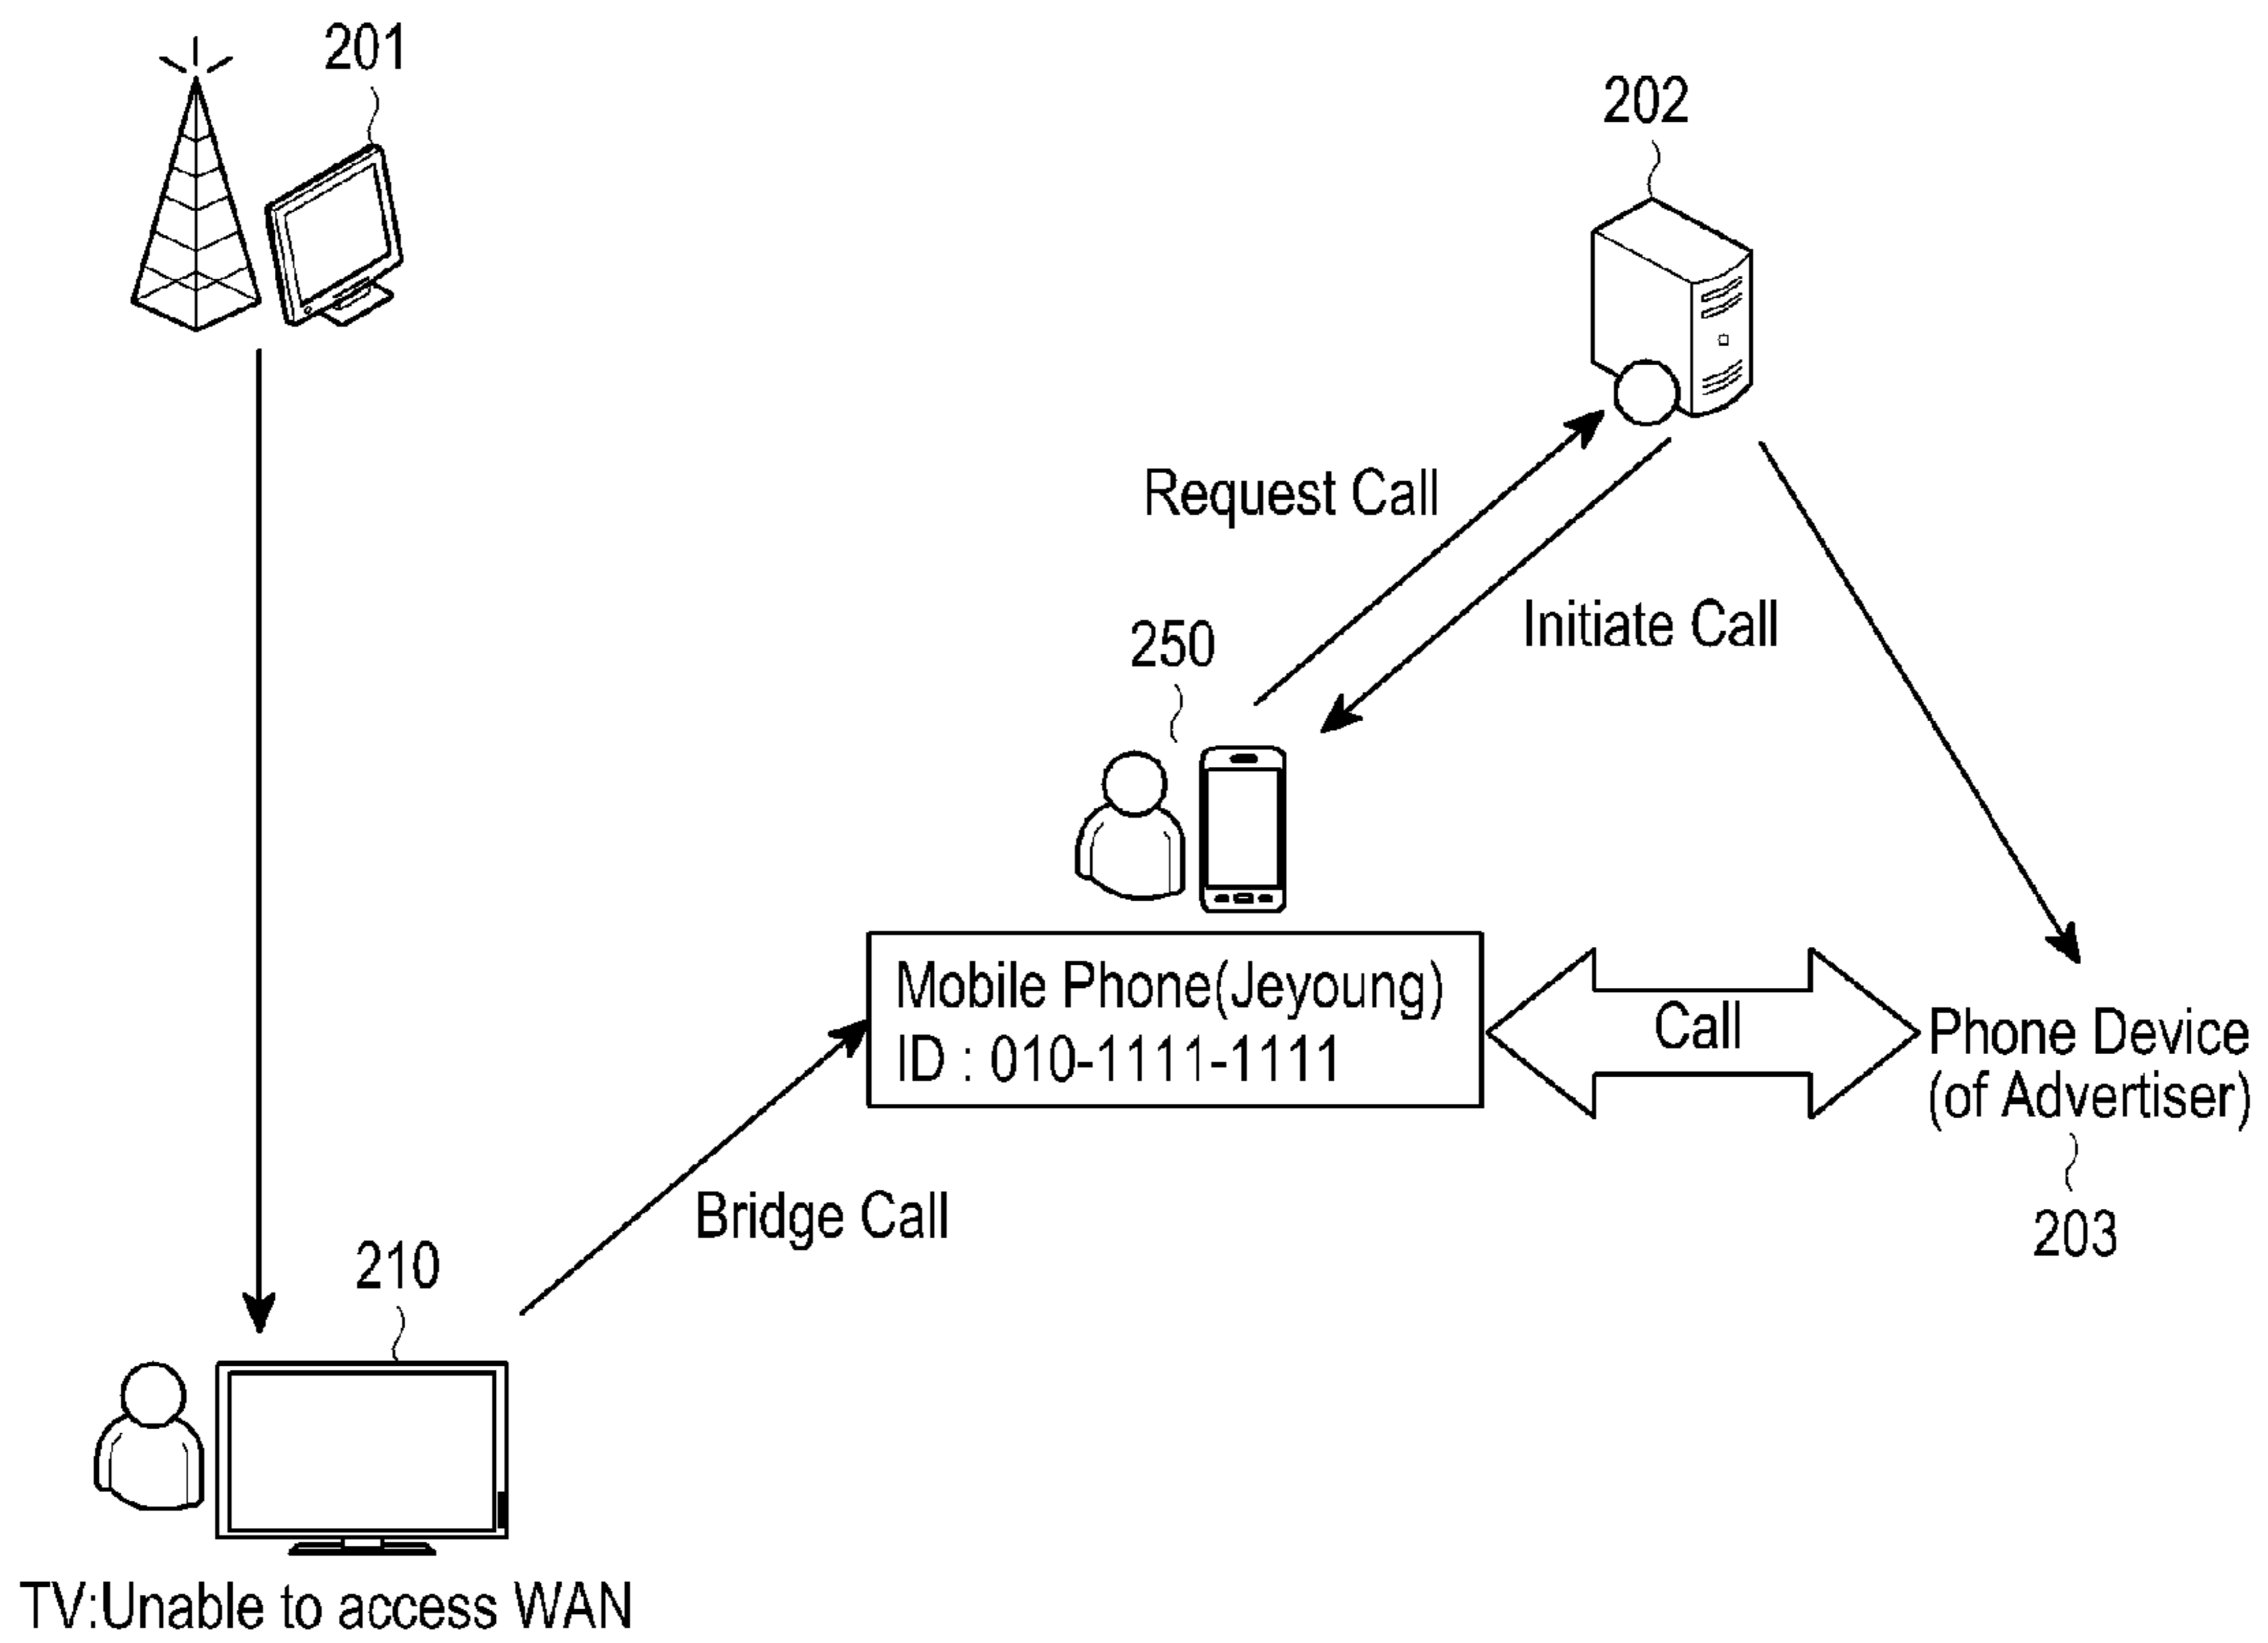 201
202
Request Call
Initiate Call
250
Mobile Phone(Jeyoung)
ID : 010-1111-1111
Call
Phone Device
(of Advertiser)
203
Bridge Call
210
TV:Unable to access WAN